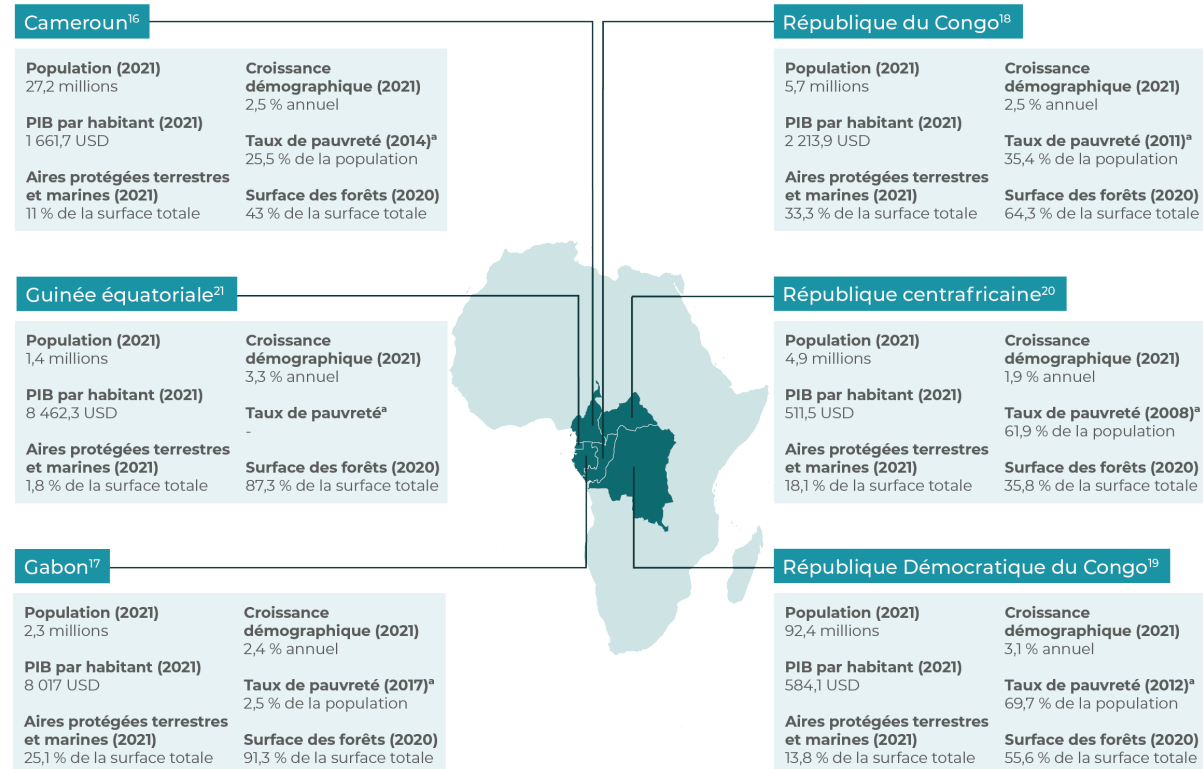 Cameroun16
Population (2021)
27,2 millions
PIB par habitant (2021)
1 661,7 USD
Aires protégées terrestres
et marines (2021)
11 % de la surface totale
Croissance
démographique (2021)
2,5 % annuel
Taux de pauvreté (2014)a
25,5 % de la population
Surface des forêts (2020)
43 % de la surface totale
République du Congo18
Population (2021)
5,7 millions
PIB par habitant (2021)
2 213,9 USD
Aires protégées terrestres
et marines (2021)
33,3 % de la surface totale
Croissance
démographique (2021)
2,5 % annuel
Taux de pauvreté (2011)a
35,4 % de la population
Surface des forêts (2020)
64,3 % de la surface totale
Guinée équatoriale21
Population (2021)
1,4 millions
PIB par habitant (2021)
8 462,3 USD
Aires protégées terrestres
et marines (2021)
1,8 % de la surface totale
Croissance
démographique (2021)
3,3 % annuel
Taux de pauvretéa
-
Surface des forêts (2020)
87,3 % de la surface totale
République centrafricaine20
Population (2021)
4,9 millions
PIB par habitant (2021)
511,5 USD
Aires protégées terrestres
et marines (2021)
18,1 % de la surface totale
Croissance
démographique (2021)
1,9 % annuel
Taux de pauvreté (2008)a
61,9 % de la population
Surface des forêts (2020)
35,8 % de la surface totale
Gabon17
Population (2021)
2,3 millions
PIB par habitant (2021)
8 017 USD
Aires protégées terrestres
et marines (2021)
25,1 % de la surface totale
Croissance
démographique (2021)
2,4 % annuel
Taux de pauvreté (2017)a
2,5 % de la population
Surface des forêts (2020)
91,3 % de la surface totale
République Démocratique du Congo19
Population (2021)
92,4 millions
PIB par habitant (2021)
584,1 USD
Aires protégées terrestres
et marines (2021)
13,8 % de la surface totale
Croissance
démographique (2021)
3,1 % annuel
Taux de pauvreté (2012)a
69,7 % de la population
Surface des forêts (2020)
55,6 % de la surface totale